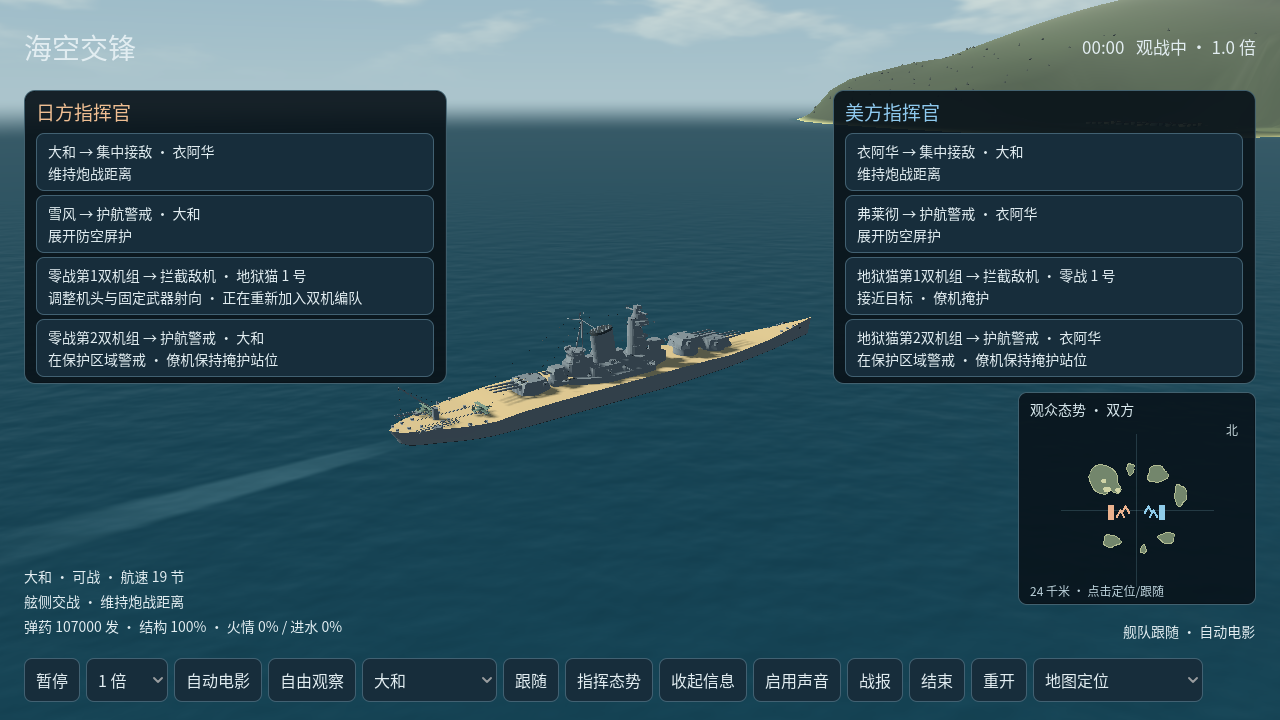 海空交锋
00:00 观战中 · 1.0 倍
日方指挥官
大和 → 集中接敌 · 衣阿华
维持炮战距离
雪风 → 护航警戒 · 大和
展开防空屏护
零战第1双机组 → 拦截敌机 · 地狱猫 1 号
调整机头与固定武器射向 · 正在重新加入双机编队
零战第2双机组 → 护航警戒 · 大和
在保护区域警戒 · 僚机保持掩护站位
美方指挥官
衣阿华 → 集中接敌 · 大和
维持炮战距离
弗莱彻 → 护航警戒 · 衣阿华
展开防空屏护
地狱猫第1双机组 → 拦截敌机 · 零战 1 号
接近目标 · 僚机掩护
地狱猫第2双机组 → 护航警戒 · 衣阿华
在保护区域警戒 · 僚机保持掩护站位
观众态势 · 双方
北
24 千米 · 点击定位/跟随
大和 · 可战 · 航速 19 节
舷侧交战 · 维持炮战距离
弹药 107000 发 · 结构 100% · 火情 0% / 进水 0%
舰队跟随 · 自动电影
暂停 1 倍 自动电影 自由观察 大和 跟随 指挥态势 收起信息 启用声音 战报 结束 重开 地图定位